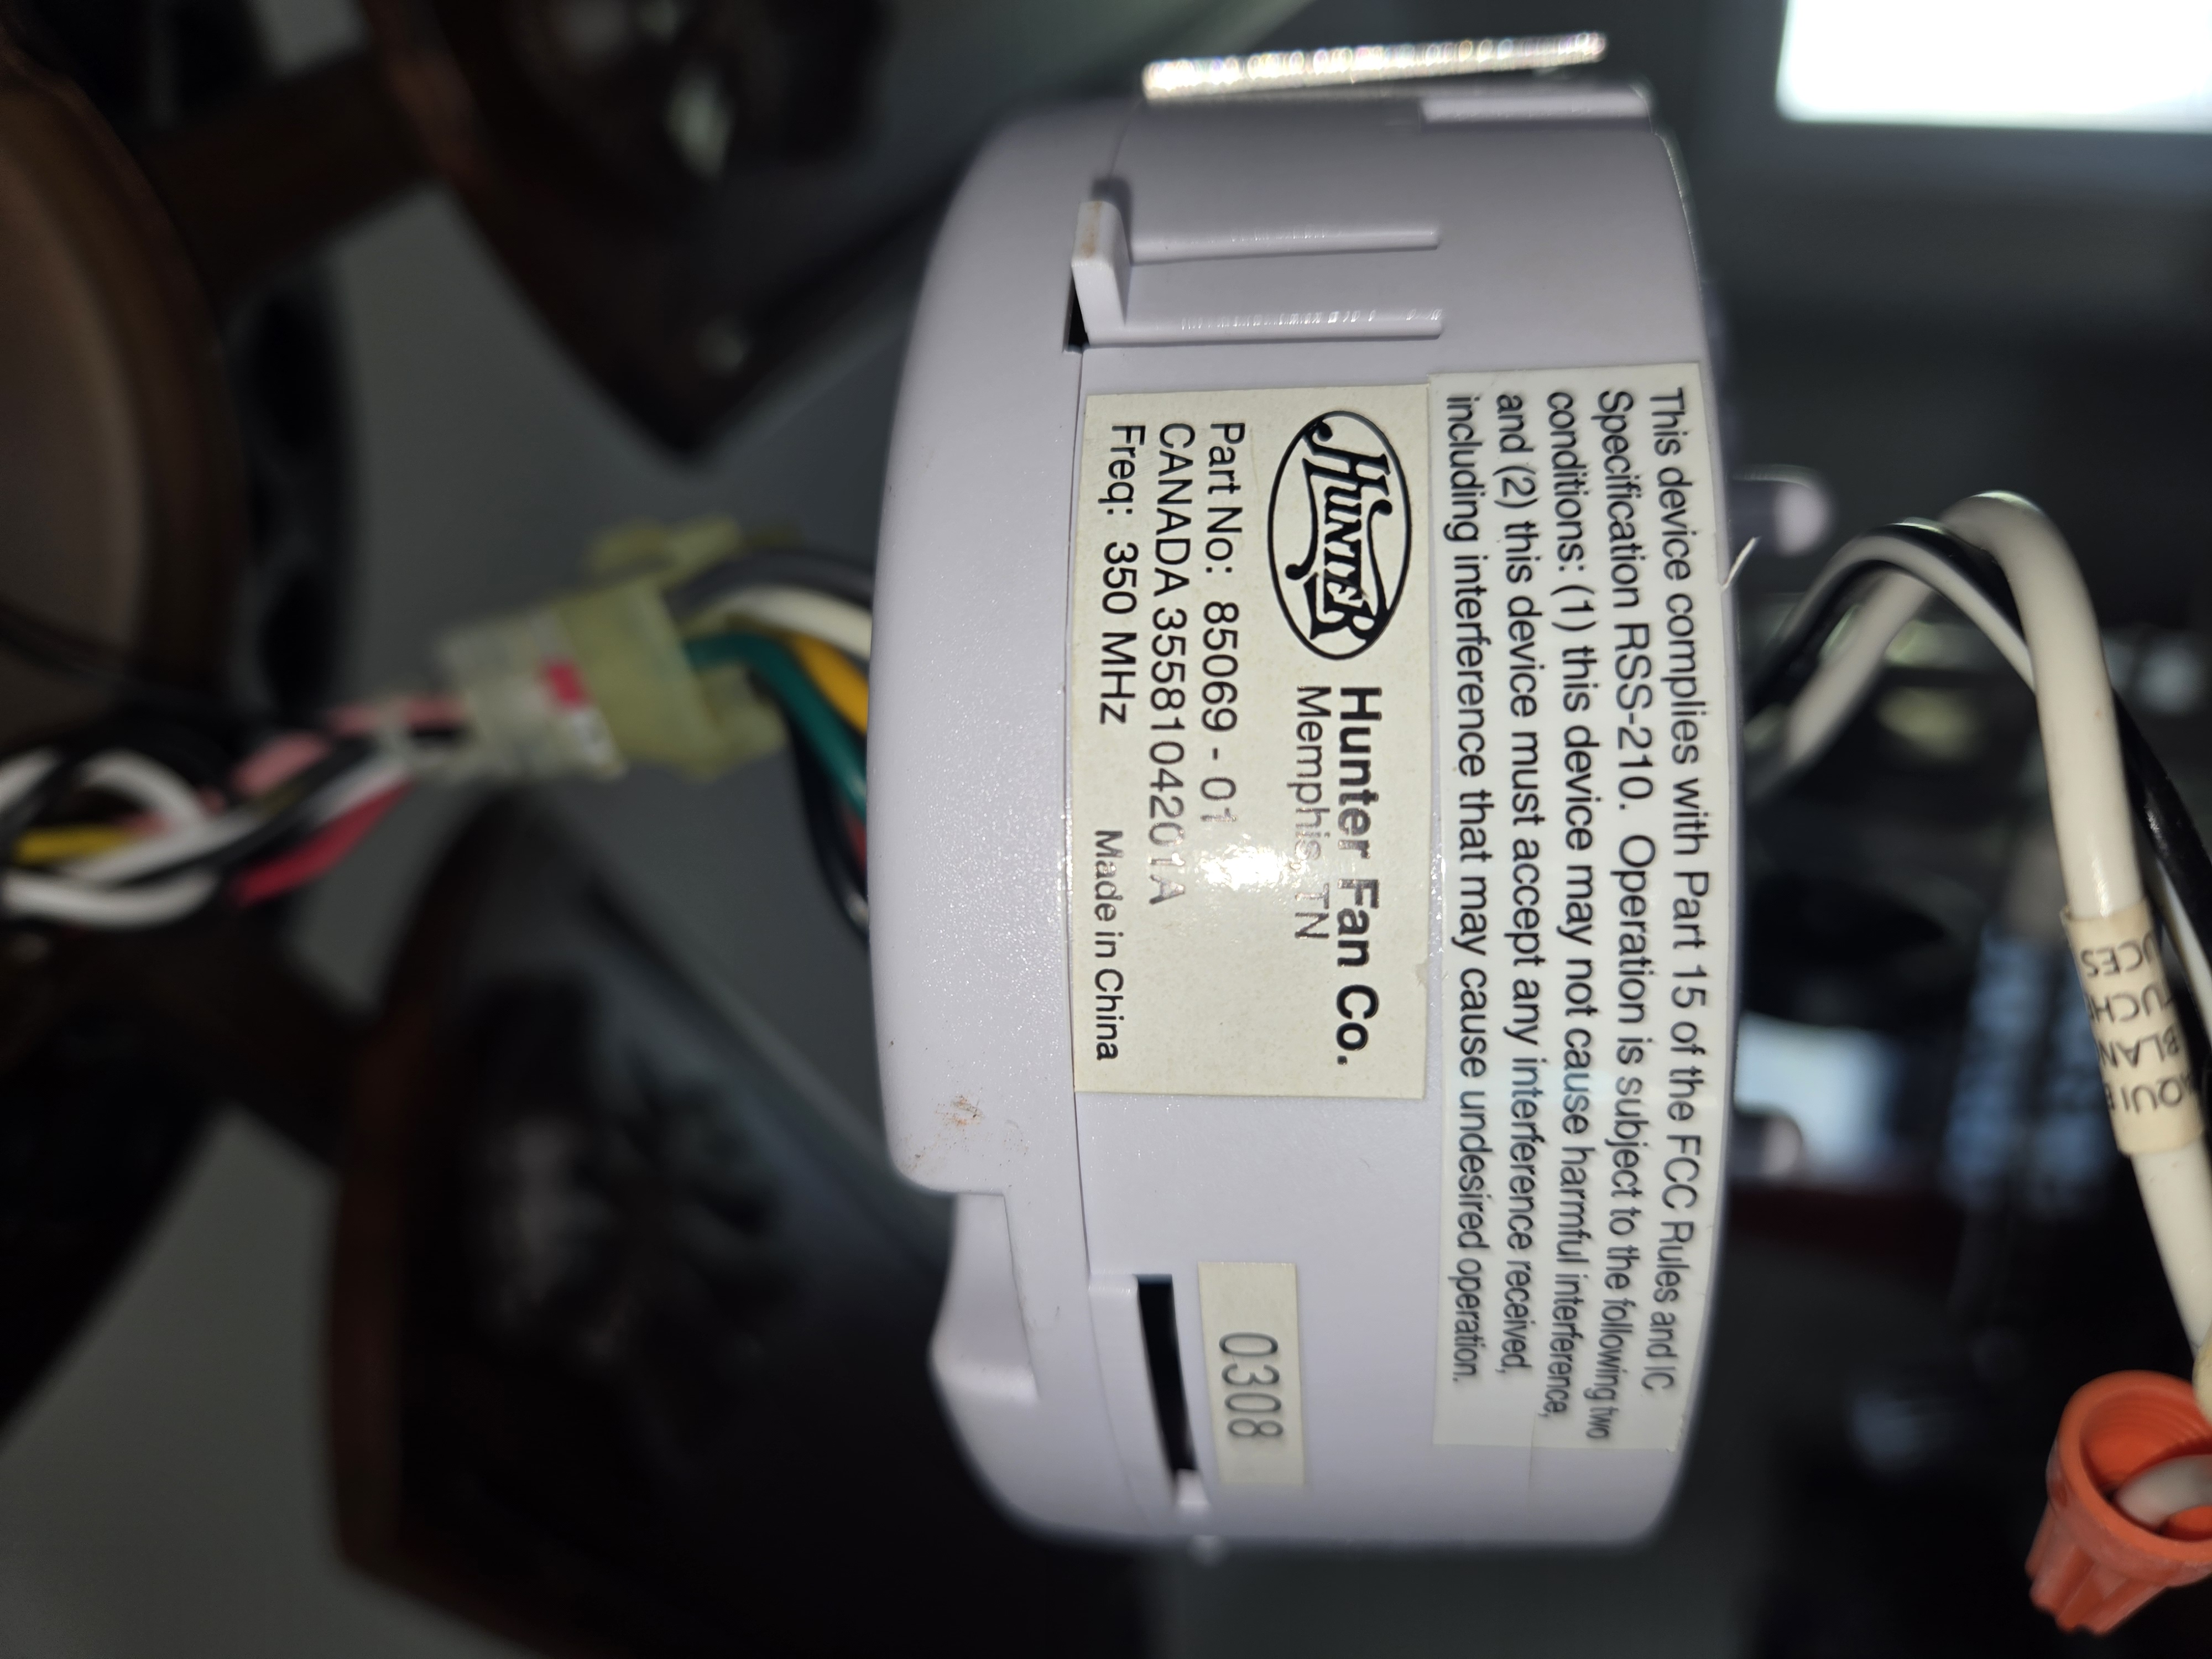 This device complies with Part 15 of the FCC Rules and IC
Specification RSS-210. Operation is subject to the following two
conditions: (1) this device may not cause harmful interference,
and (2) this device must accept any interference received,
including interference that may cause undesired operation.
HUNTER
Hunter Fan Co.
Memphis, TN
Part No: 85069 - 01
CANADA 3558104201A
Freq: 350 MHz
Made in China
0308